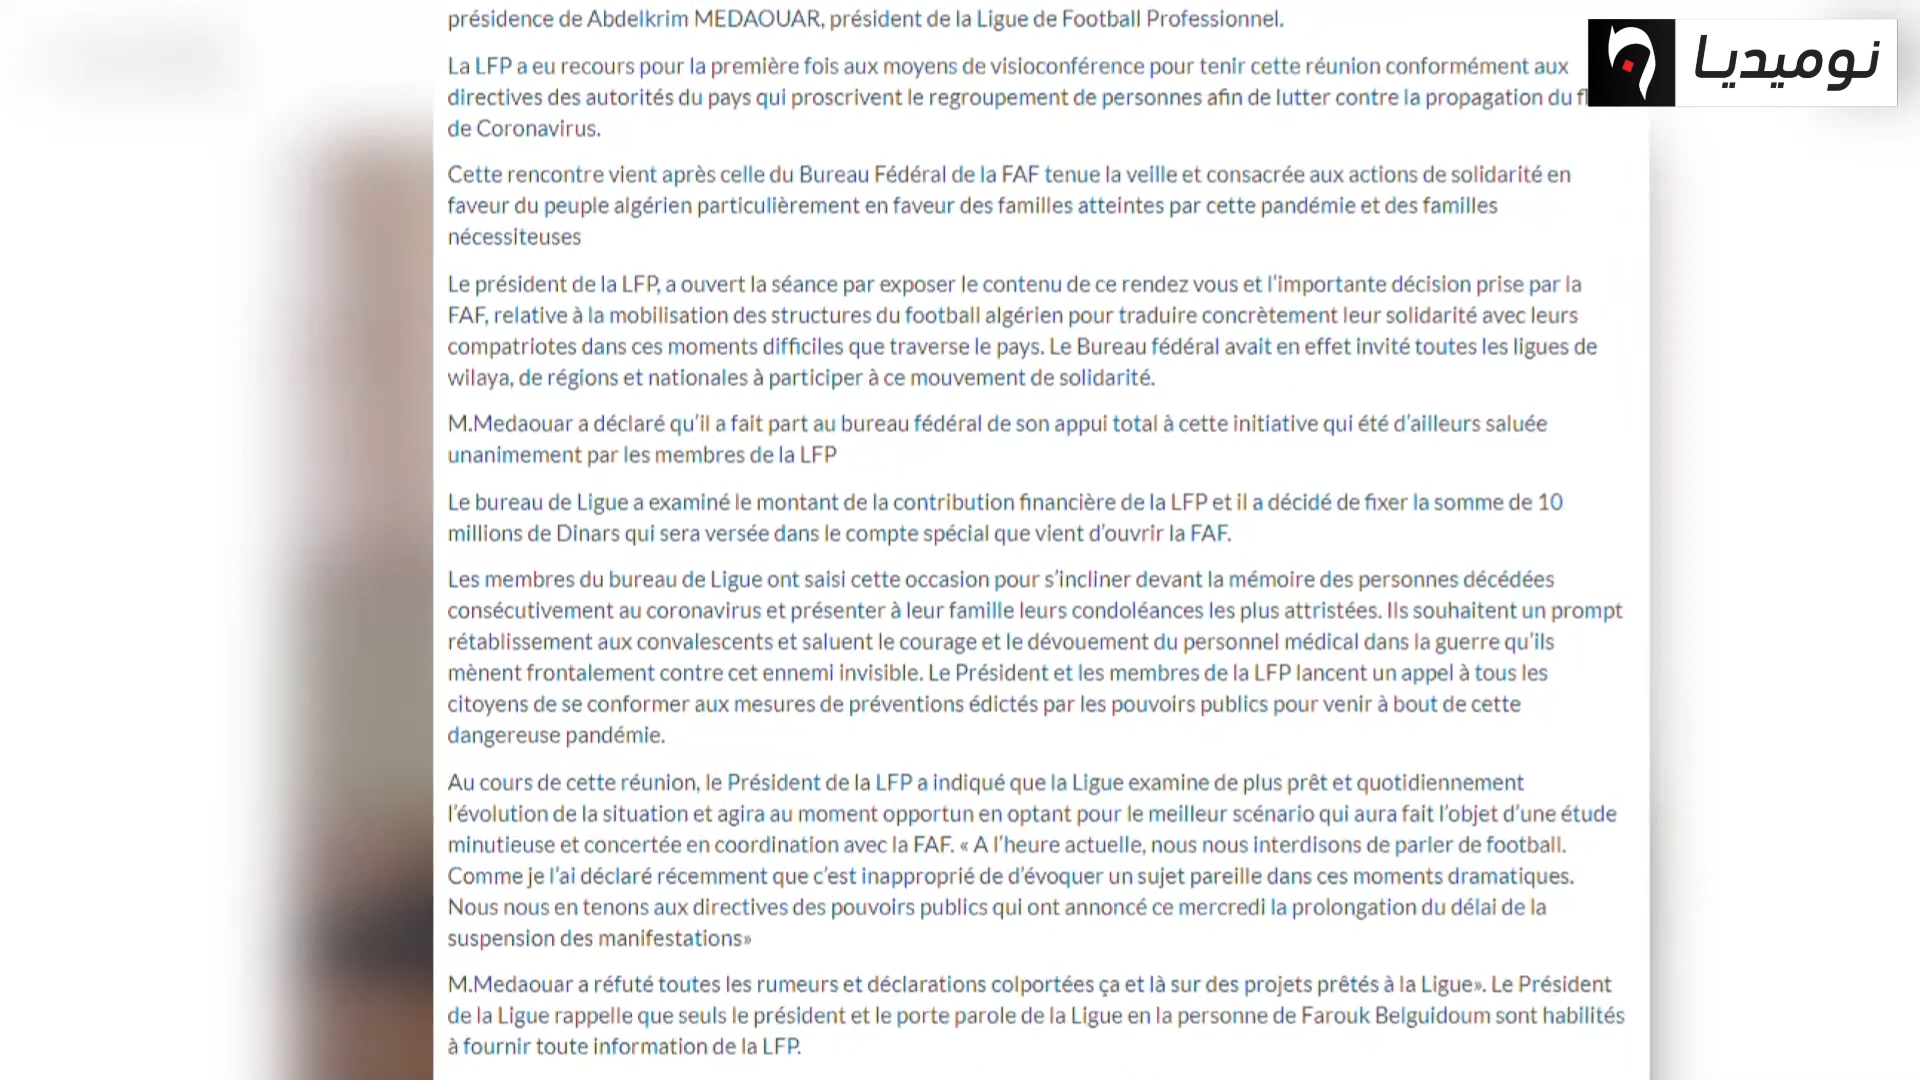 présidence de Abdelkrim MEDAOUAR, président de la Ligue de Football Professionnel.
نوميديا
La LFP a eu recours pour la première fois aux moyens de visioconférence pour tenir cette réunion conformément aux
directives des autorités du pays qui proscrivent le regroupement de personnes afin de lutter contre la propagation du
de Coronavirus.
Cette rencontre vient après celle du Bureau Fédéral de la FAF tenue la veille et consacrée aux actions de solidarité en
faveur du peuple algérien particulièrement en faveur des familles atteintes par cette pandémie et des familles
nécessiteuses
Le président de la LFP, a ouvert la séance par exposer le contenu de ce rendez vous et l'importante décision prise par la
FAF, relative à la mobilisation des structures du football algérien pour traduire concrètement leur solidarité avec leurs
compatriotes dans ces moments difficiles que traverse le pays. Le Bureau fédéral avait en effet invité toutes les ligues de
wilaya, de régions et nationales à participer à ce mouvement de solidarité.
M.Medaouar a déclaré qu'il a fait part au bureau fédéral de son appui total à cette initiative qui été d'ailleurs saluée
unanimement par les membres de la LFP
Le bureau de Ligue a examiné le montant de la contribution financière de la LFP et il a décidé de fixer la somme de 10
millions de Dinars qui sera versée dans le compte spécial que vient d'ouvrir la FAF.
Les membres du bureau de Ligue ont saisi cette occasion pour s'incliner devant la mémoire des personnes décédées
consécutivement au coronavirus et présenter à leur famille leurs condoléances les plus attristées. Ils souhaitent un prompt
rétablissement aux convalescents et saluent le courage et le dévouement du personnel médical dans la guerre qu'ils
mènent frontalement contre cet ennemi invisible. Le Président et les membres de la LFP lancent un appel à tous les
citoyens de se conformer aux mesures de préventions édictés par les pouvoirs publics pour venir à bout de cette
dangereuse pandémie.
Au cours de cette réunion, le Président de la LFP a indiqué que la Ligue examine de plus prêt et quotidiennement
l'évolution de la situation et agira au moment opportun en optant pour le meilleur scénario qui aura fait l'objet d'une étude
minutieuse et concertée en coordination avec la FAF. « A l'heure actuelle, nous nous interdisons de parler de football.
Comme je l'ai déclaré récemment que c'est inapproprié de d'évoquer un sujet pareille dans ces moments dramatiques.
Nous nous en tenons aux directives des pouvoirs publics qui ont annoncé ce mercredi la prolongation du délai de la
suspension des manifestations»
M.Medaouar a réfuté toutes les rumeurs et déclarations colportées ça et là sur des projets prêtés à la Ligue». Le Président
de la Ligue rappelle que seuls le président et le porte parole de la Ligue en la personne de Farouk Belguidoum sont habilités
à fournir toute information de la LFP.